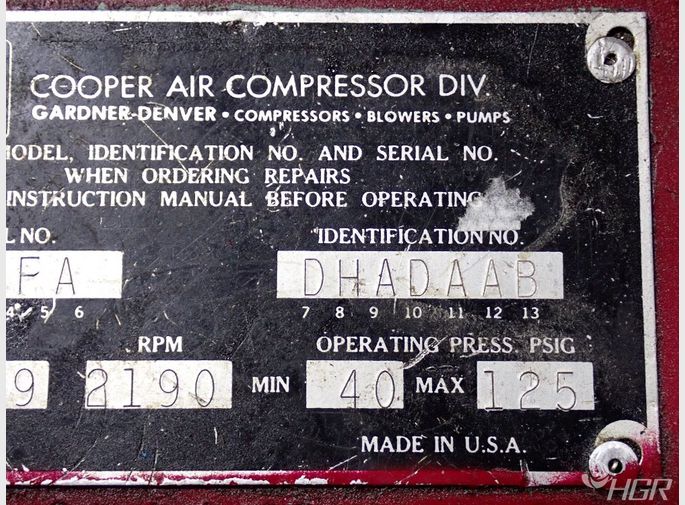 COOPER AIR COMPRESSOR DIV
GARDNER-DENVER • COMPRESSORS • BLOWERS • PUMPS
MODEL, IDENTIFICATION NO. AND SERIAL NO.
WHEN ORDERING REPAIRS
INSTRUCTION MANUAL BEFORE OPERATING
L NO. IDENTIFICATION NO.
FA DHADAAB
4 5 6 7 8 9 10 11 12 13
RPM OPERATING PRESS. PSIG
9 2190 MIN 40 MAX 125
MADE IN U.S.A.
HGR